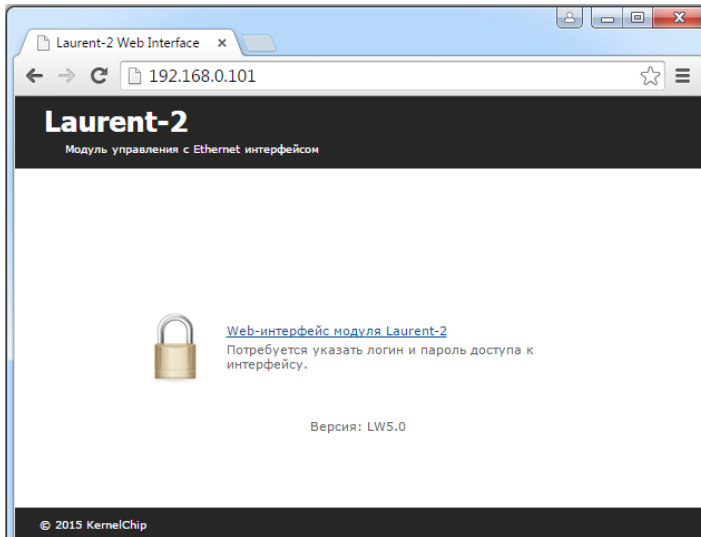 Laurent-2 Web Interface
192.168.0.101
Laurent-2
Модуль управления с Ethernet интерфейсом
Web-интерфейс модуля Laurent-2
Потребуется указать логин и пароль доступа к
интерфейсу.
Версия: LW5.0
© 2015 KernelChip